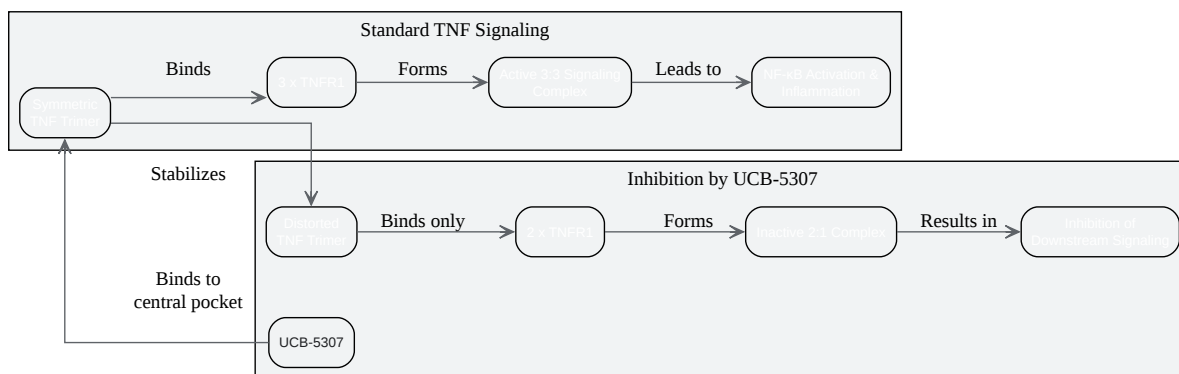 Standard TNF Signaling
Binds
3 x TNFR1
Forms
Active 3:3 Signaling
Complex
Leads to
NF-κB Activation &
Inflammation
Symmetric
TNF Trimer
Stabilizes
Inhibition by UCB-5307
Distorted
TNF Trimer
Binds only
2 x TNFR1
Forms
Inactive 2:1 Complex
Results in
Inhibition of
Downstream Signaling
Binds to
central pocket
UCB-5307